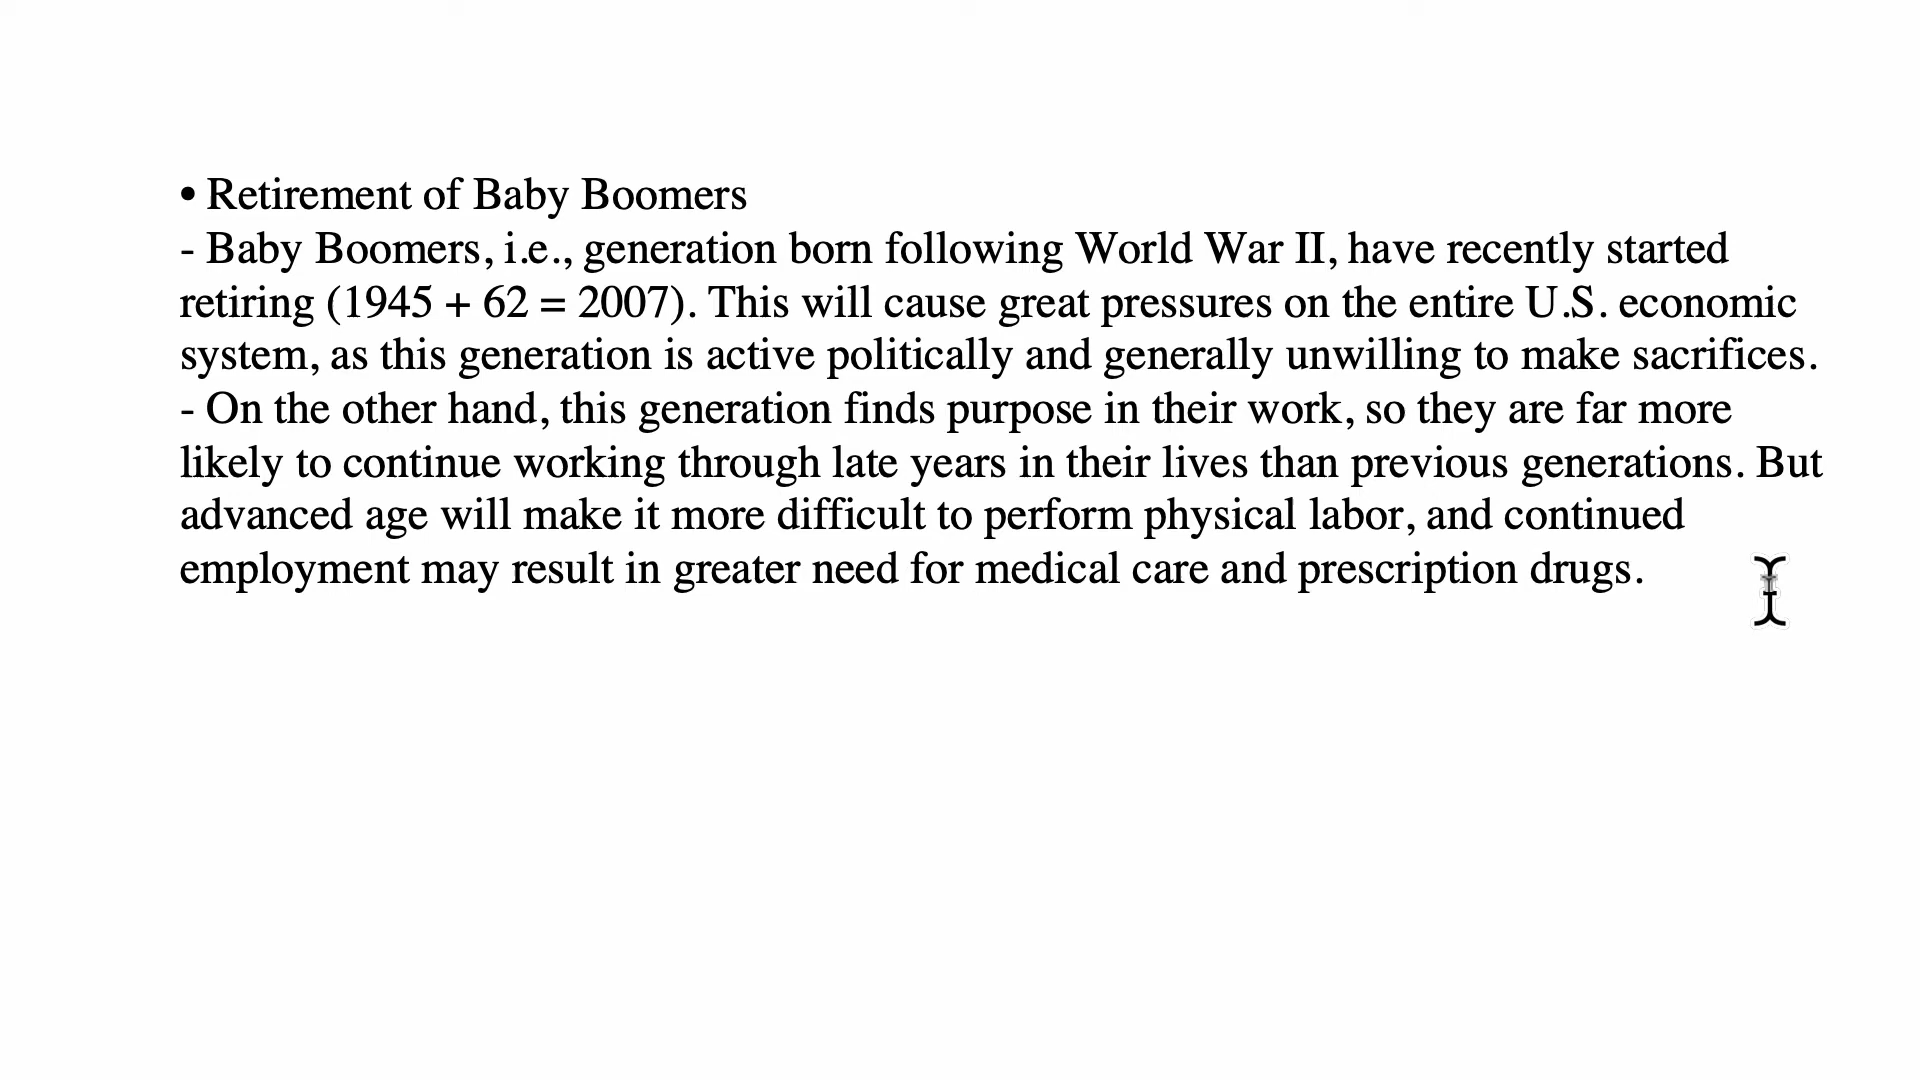 • Retirement of Baby Boomers
- Baby Boomers, i.e., generation born following World War II, have recently started
retiring (1945 + 62 = 2007). This will cause great pressures on the entire U.S. economic
system, as this generation is active politically and generally unwilling to make sacrifices.
- On the other hand, this generation finds purpose in their work, so they are far more
likely to continue working through late years in their lives than previous generations. But
advanced age will make it more difficult to perform physical labor, and continued
employment may result in greater need for medical care and prescription drugs.